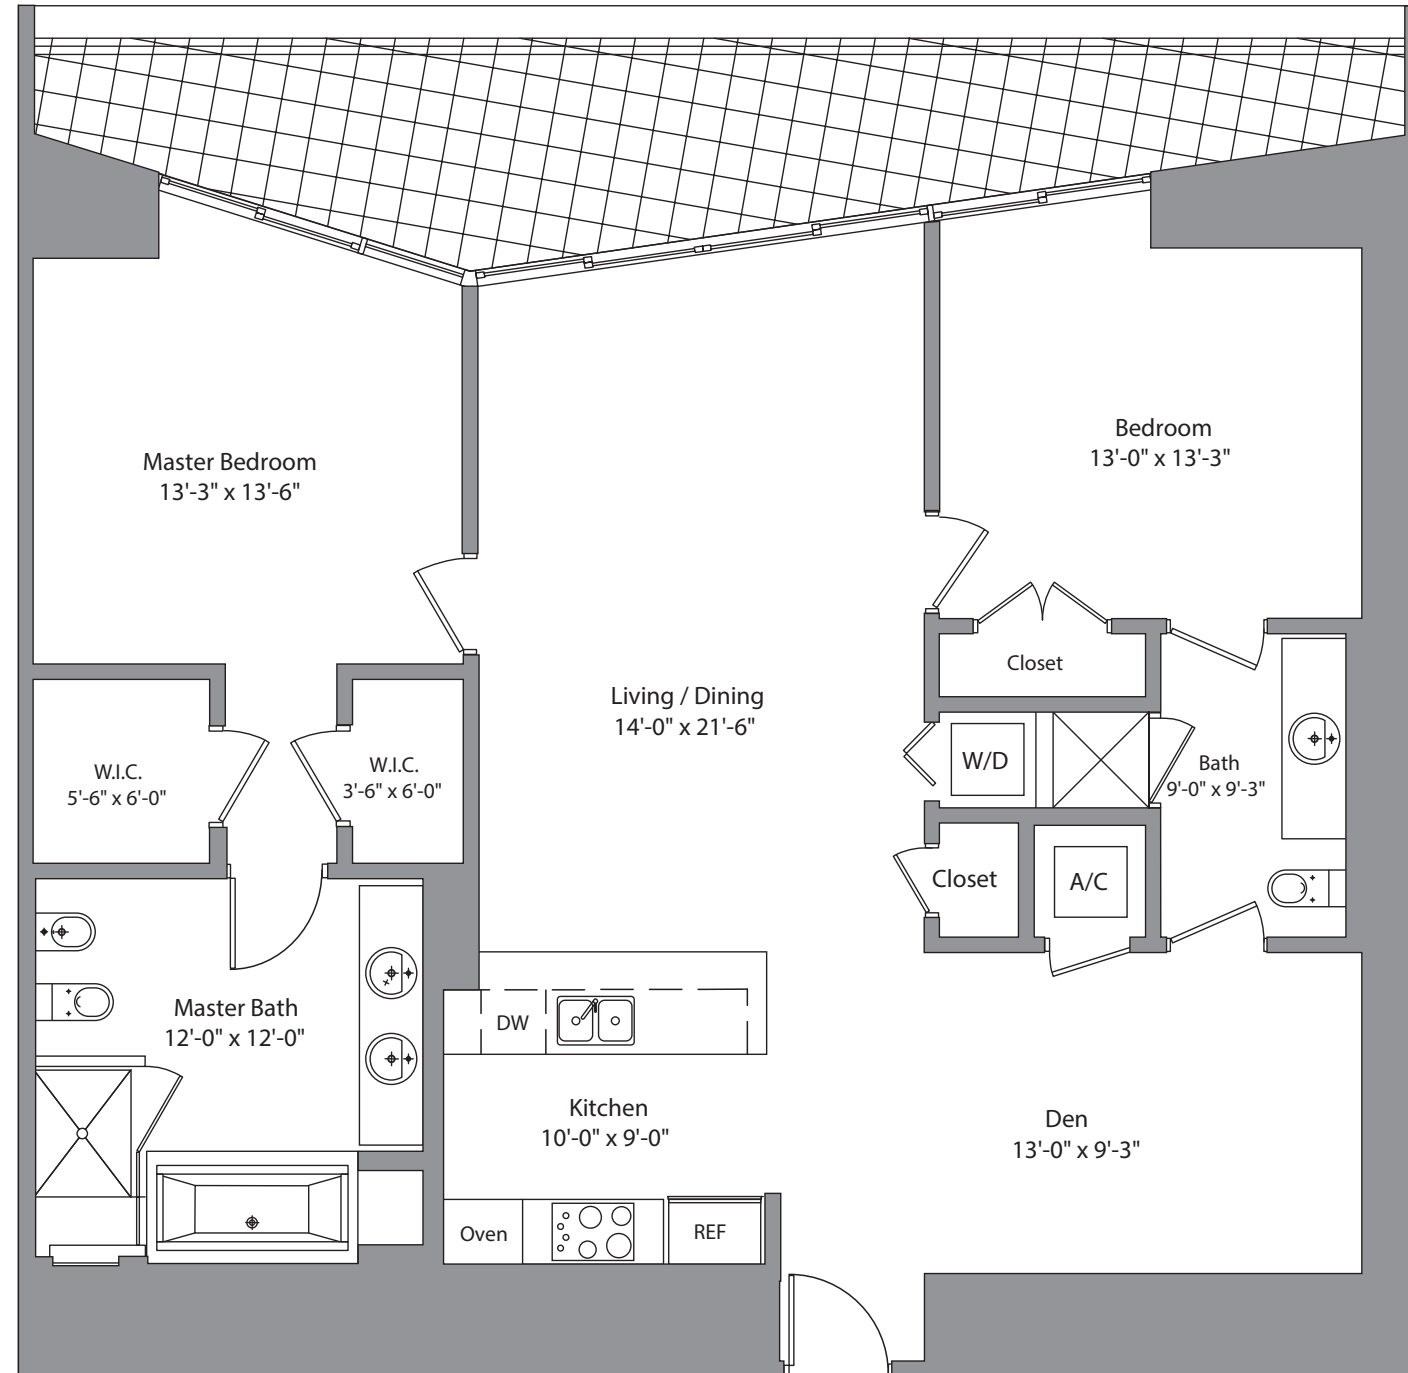 Bedroom
13'-0" x 13'-3"
Master Bedroom
13'-3" x 13'-6"
Closet
Living / Dining
14'-0" x 21'-6"
W/D
Bath
9'-0" x 9'-3"
W.I.C.
5'-6" x 6'-0"
W.I.C.
3'-6" x 6'-0"
Closet
A/C
Master Bath
12'-0" x 12'-0"
DW
Kitchen
10'-0" x 9'-0"
Den
13'-0" x 9'-3"
Oven
REF